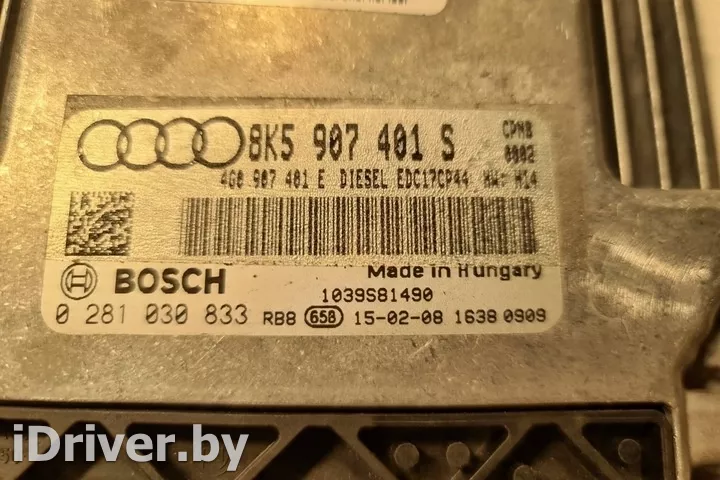 8K5 907 401 S
CPNB
0002
4G0 907 401 E DIESEL EDC17CP44 HW: H14
BOSCH
Made in Hungary
1039S81490
0 281 030 833 RB8 658 15-02-08 1638 0909
iDriver.by